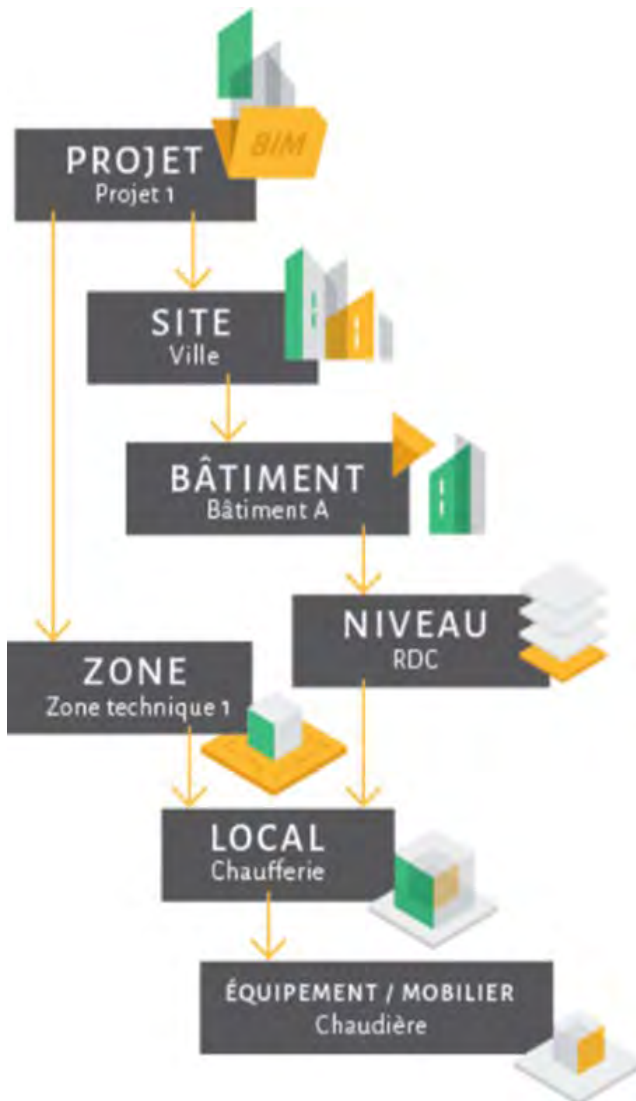 BIM
PROJET
Projet 1
SITE
Ville
BÂTIMENT
Bâtiment A
NIVEAU
RDC
ZONE
Zone technique 1
LOCAL
Chaufferie
ÉQUIPEMENT / MOBILIER
Chaudière